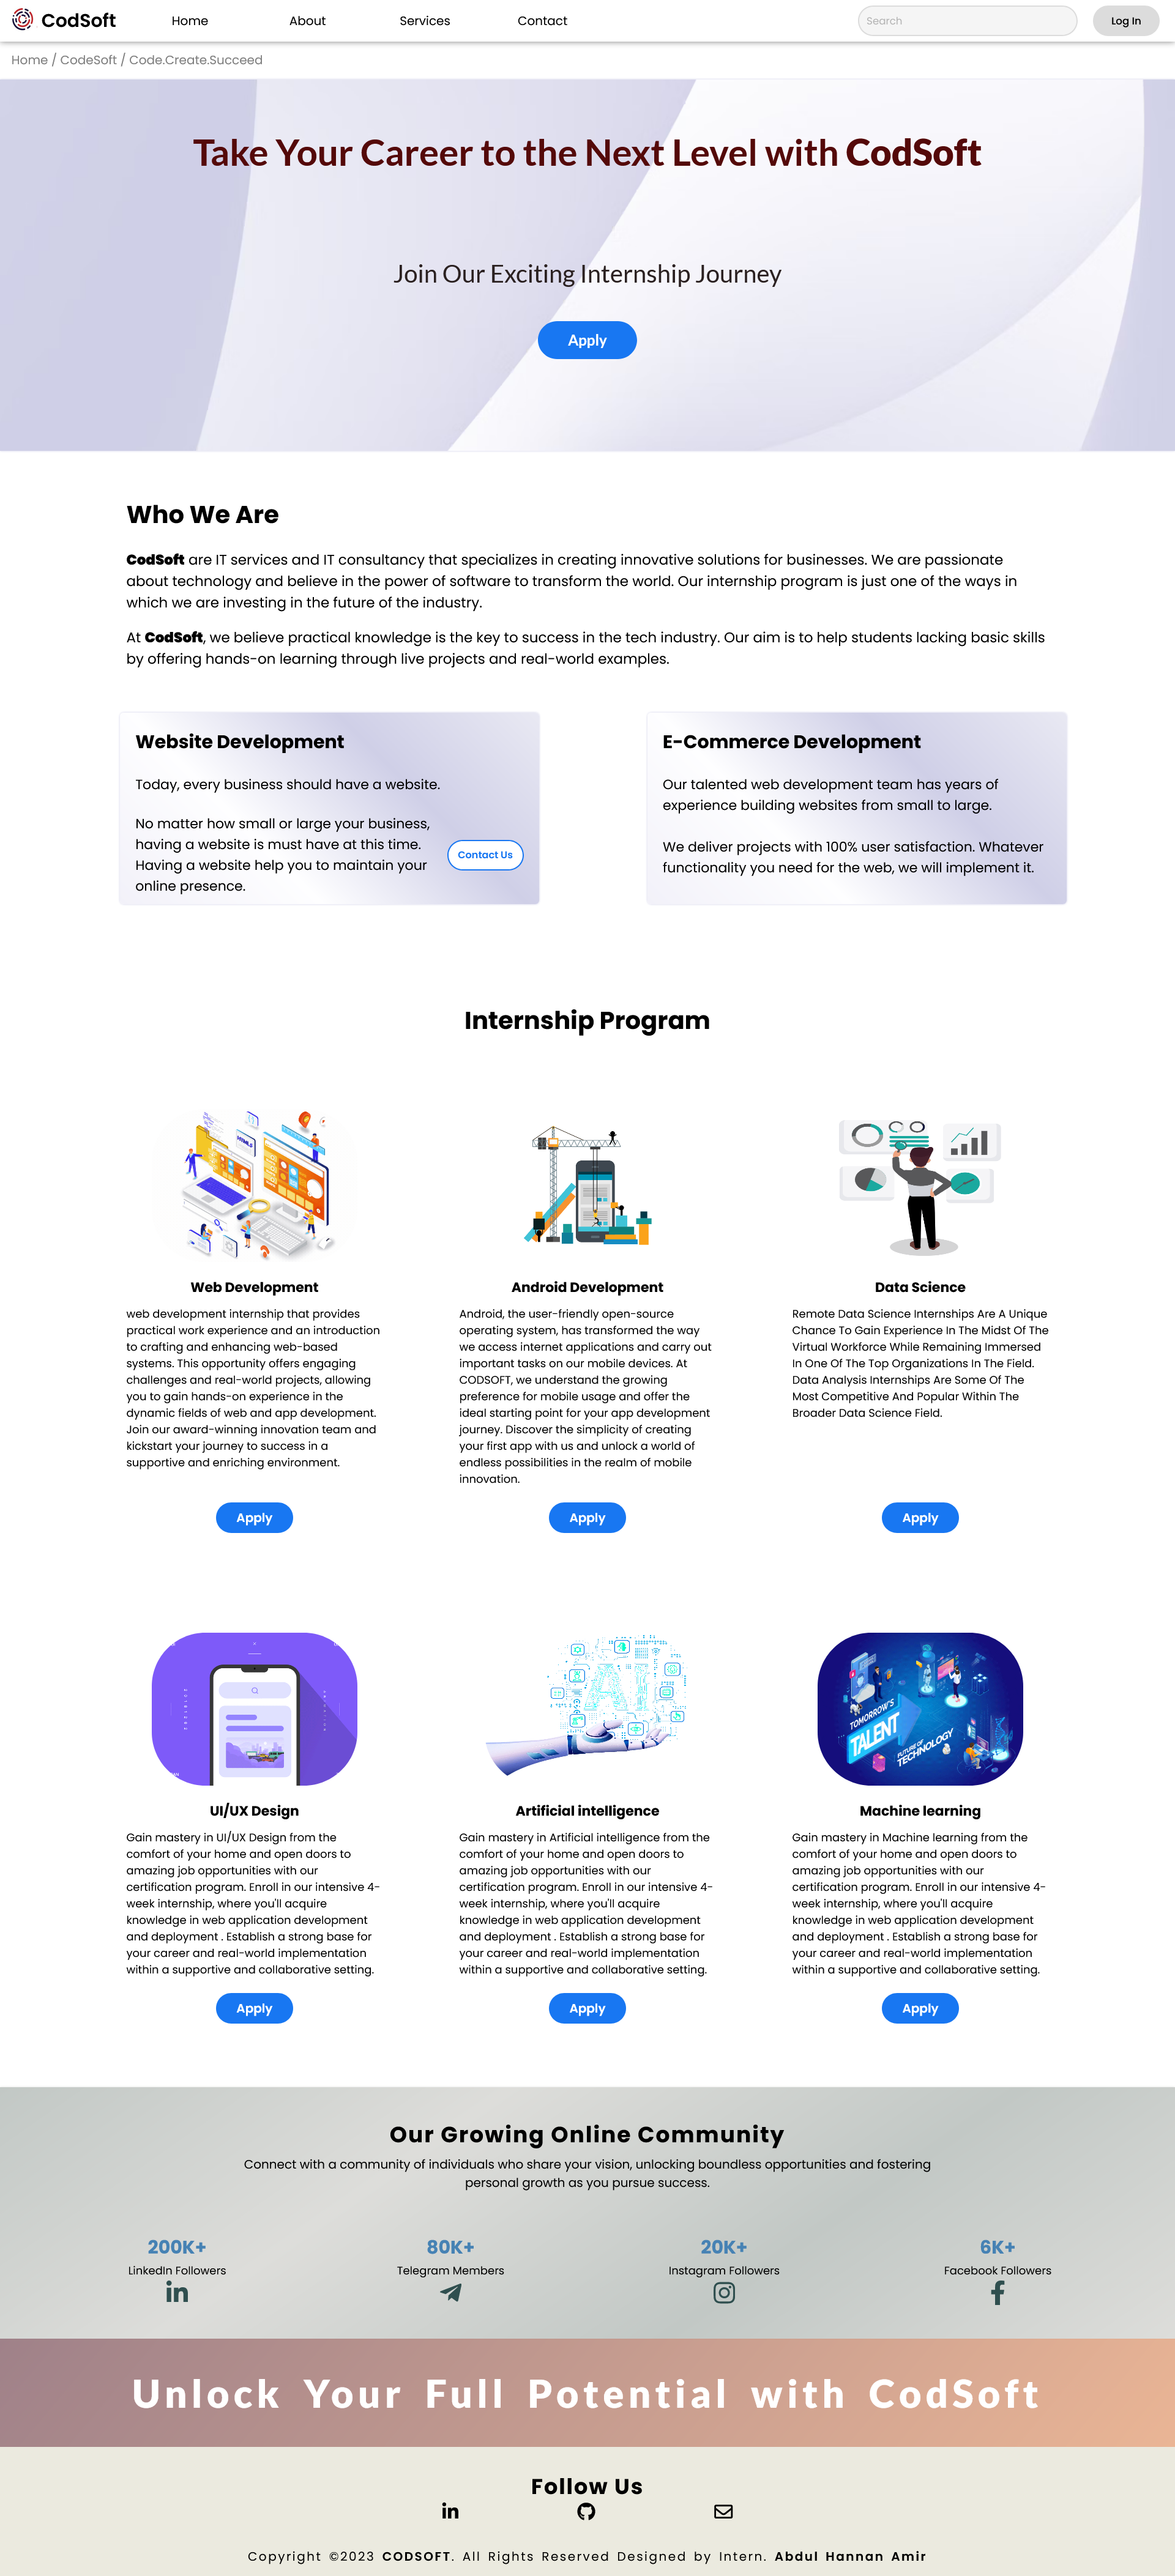 CodSoft
Home
About
Services
Contact
Search
Log In
Home / CodeSoft / Code.Create.Succeed
Take Your Career to the Next Level with CodSoft
Join Our Exciting Internship Journey
Apply
Who We Are
CodSoft are IT services and IT consultancy that specializes in creating innovative solutions for businesses. We are passionate
about technology and believe in the power of software to transform the world. Our internship program is just one of the ways in
which we are investing in the future of the industry.
At CodSoft, we believe practical knowledge is the key to success in the tech industry. Our aim is to help students lacking basic skills
by offering hands-on learning through live projects and real-world examples.
Website Development
Today, every business should have a website.
No matter how small or large your business,
having a website is must have at this time.
Having a website help you to maintain your
online presence.
Contact Us
E-Commerce Development
Our talented web development team has years of
experience building websites from small to large.
We deliver projects with 100% user satisfaction. Whatever
functionality you need for the web, we will implement it.
Internship Program
Web Development
web development internship that provides
practical work experience and an introduction
to crafting and enhancing web-based
systems. This opportunity offers engaging
challenges and real-world projects, allowing
you to gain hands-on experience in the
dynamic fields of web and app development.
Join our award-winning innovation team and
kickstart your journey to success in a
supportive and enriching environment.
Apply
Android Development
Android, the user-friendly open-source
operating system, has transformed the way
we access internet applications and carry out
important tasks on our mobile devices. At
CODSOFT, we understand the growing
preference for mobile usage and offer the
ideal starting point for your app development
journey. Discover the simplicity of creating
your first app with us and unlock a world of
endless possibilities in the realm of mobile
innovation.
Apply
Data Science
Remote Data Science Internships Are A Unique
Chance To Gain Experience In The Midst Of The
Virtual Workforce While Remaining Immersed
In One Of The Top Organizations In The Field.
Data Analysis Internships Are Some Of The
Most Competitive And Popular Within The
Broader Data Science Field.
Apply
UI/UX Design
Gain mastery in UI/UX Design from the
comfort of your home and open doors to
amazing job opportunities with our
certification program. Enroll in our intensive 4-
week internship, where you'll acquire
knowledge in web application development
and deployment . Establish a strong base for
your career and real-world implementation
within a supportive and collaborative setting.
Apply
AI
Artificial intelligence
Gain mastery in Artificial intelligence from the
comfort of your home and open doors to
amazing job opportunities with our
certification program. Enroll in our intensive 4-
week internship, where you'll acquire
knowledge in web application development
and deployment . Establish a strong base for
your career and real-world implementation
within a supportive and collaborative setting.
Apply
TOMORROW'S
TALENT
FUTURE OF
TECHNOLOGY
Machine learning
Gain mastery in Machine learning from the
comfort of your home and open doors to
amazing job opportunities with our
certification program. Enroll in our intensive 4-
week internship, where you'll acquire
knowledge in web application development
and deployment . Establish a strong base for
your career and real-world implementation
within a supportive and collaborative setting.
Apply
Our Growing Online Community
Connect with a community of individuals who share your vision, unlocking boundless opportunities and fostering
personal growth as you pursue success.
200K+
LinkedIn Followers
80K+
Telegram Members
20K+
Instagram Followers
6K+
Facebook Followers
Unlock Your Full Potential with CodSoft
Follow Us
Copyright ©2023 CODSOFT. All Rights Reserved Designed by Intern. Abdul Hannan Amir